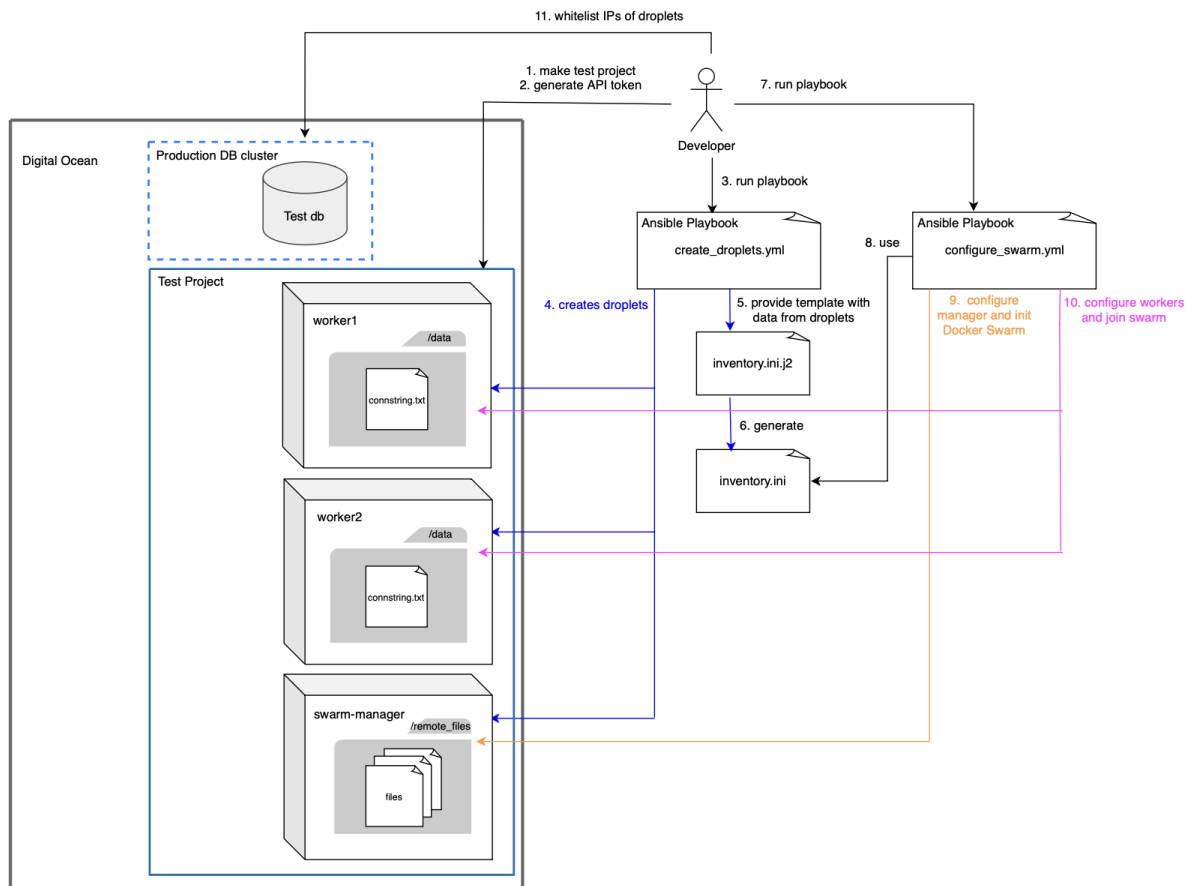 11. whitelist IPs of droplets
1. make test project
2. generate API token
7. run playbook
Developer
Digital Ocean
Production DB cluster
Test db
3. run playbook
Ansible Playbook
create_droplets.yml
Ansible Playbook
configure_swarm.yml
8. use
Test Project
4. creates droplets
5. provide template with
data from droplets
9. configure
manager and init
Docker Swarm
10. configure workers
and join swarm
worker1
/data
connstring.txt
inventory.ini.j2
6. generate
inventory.ini
worker2
/data
connstring.txt
swarm-manager
/remote_files
files